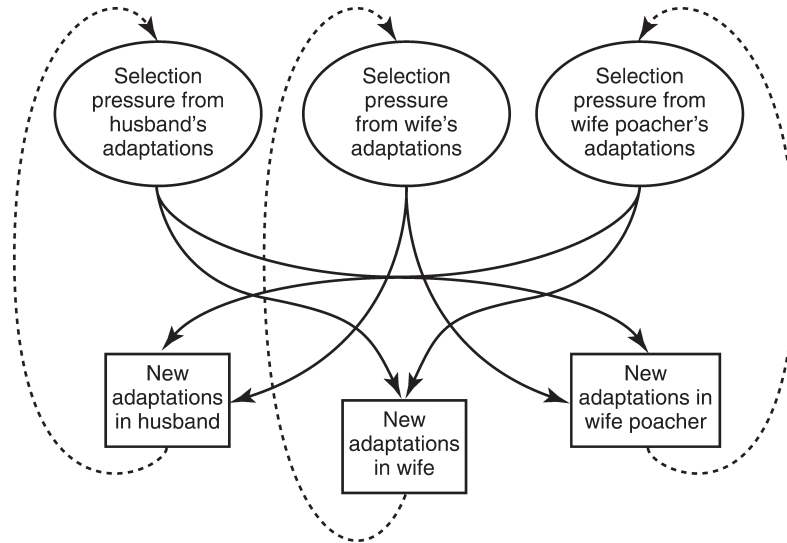 Selection
pressure from
husband's
adaptations
Selection
pressure
from wife's
adaptations
Selection
pressure from
wife poacher's
adaptations
New
adaptations
in husband
New
adaptations
in wife
New
adaptations in
wife poacher